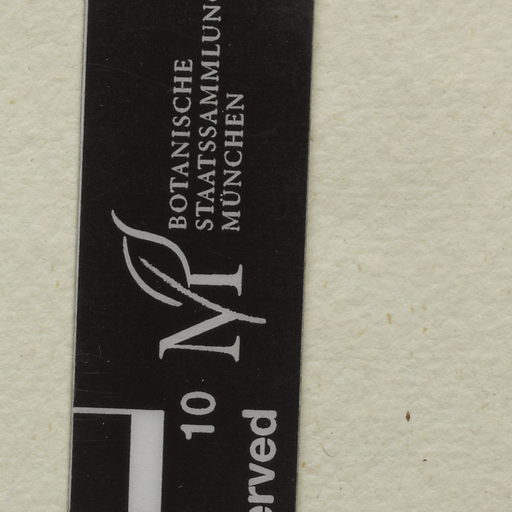 BOTANISCHE
STAATSSAMMLUNG
MÜNCHEN
M
10
erved